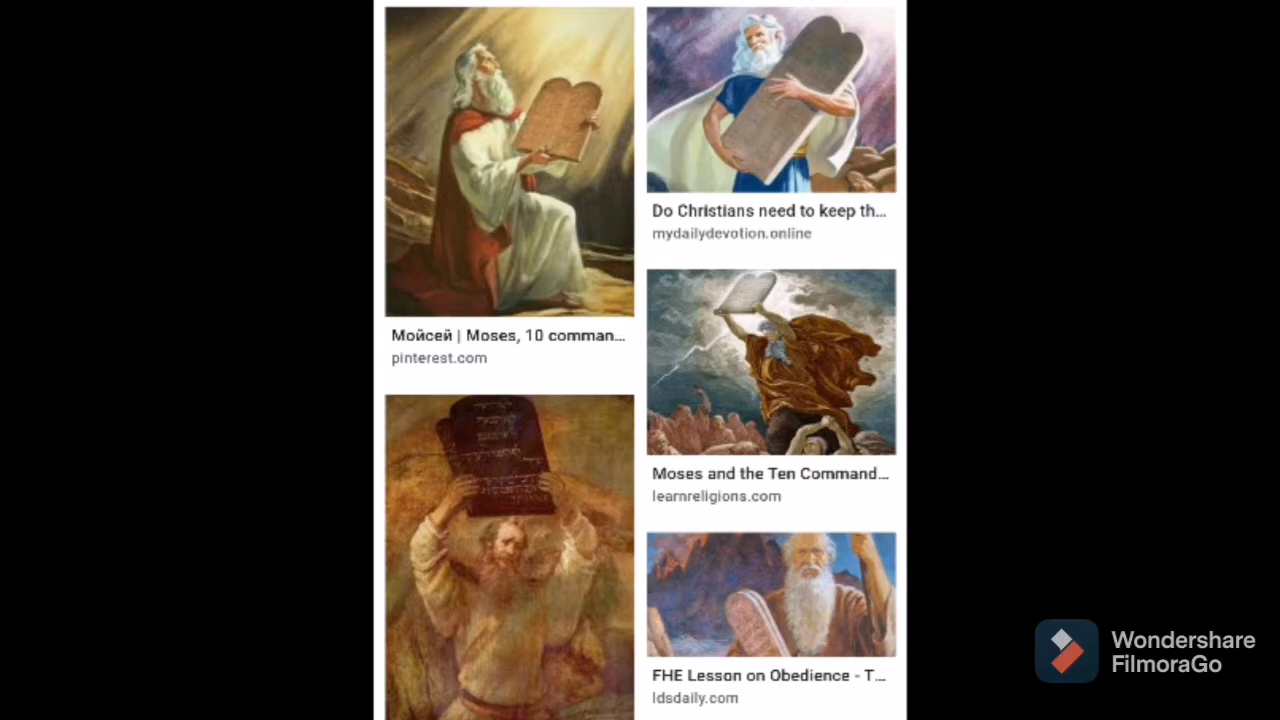 Мойсей | Moses, 10 comman...
pinterest.com
Do Christians need to keep th...
mydailydevotion.online
Moses and the Ten Command...
learnreligions.com
FHE Lesson on Obedience - T...
ldsdaily.com
Wondershare
FilmoraGo